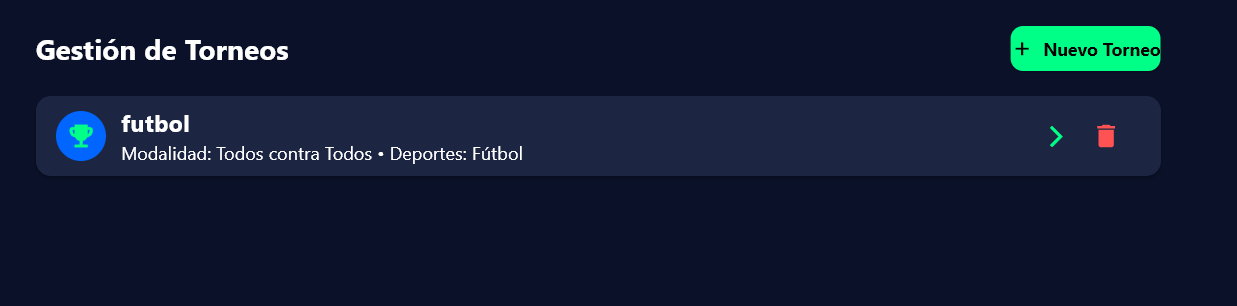 Gestión de Torneos
+ Nuevo Torneo
futbol
Modalidad: Todos contra Todos • Deportes: Fútbol